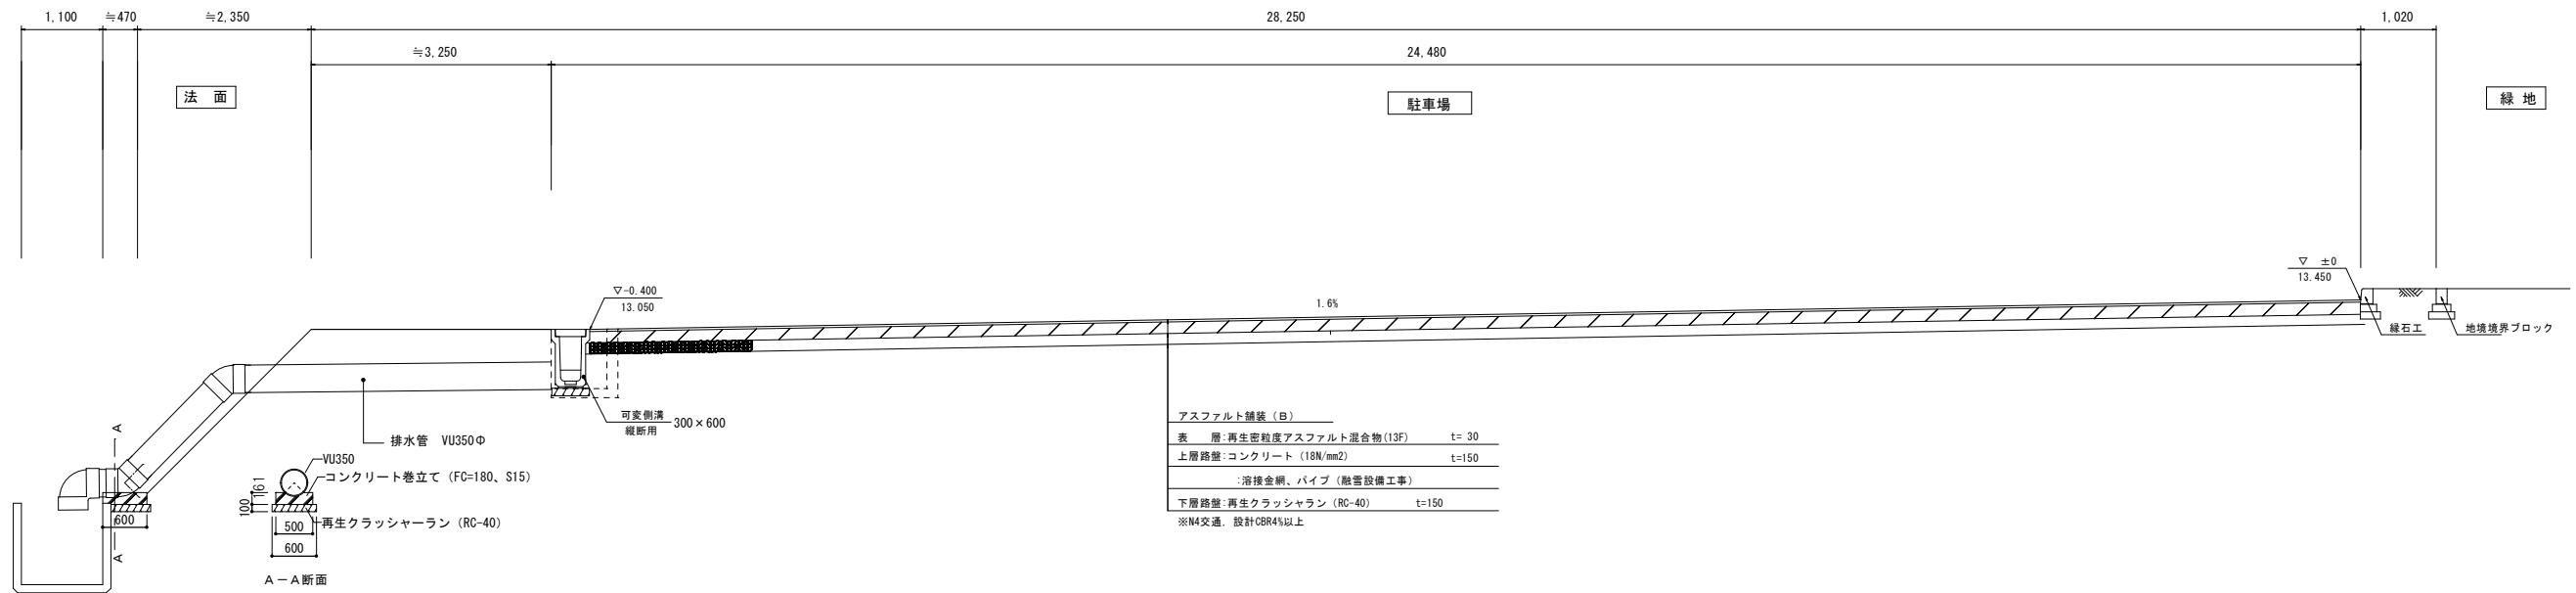 1,100
≒470
≒2,350
28,250
1,020
≒3,250
24,480
法　面
駐車場
緑 地
▽　±0
13.450
▽-0.400
13.050
1.6%
縁石工
地境境界ブロック
可変側溝
縦断用
300×600
アスファルト舗装（B）
表　　層:再生密粒度アスファルト混合物(13F)　t= 30
上層路盤:コンクリート（18N/mm2）　t=150
:溶接金網、パイプ（融雪設備工事）
下層路盤:再生クラッシャラン（RC-40）　t=150
※N4交通．設計CBR4%以上
排水管　VU350Φ
A
VU350
コンクリート巻立て（FC=180、S15）
161
100
再生クラッシャーラン（RC-40）
600
500
600
A
A－A断面